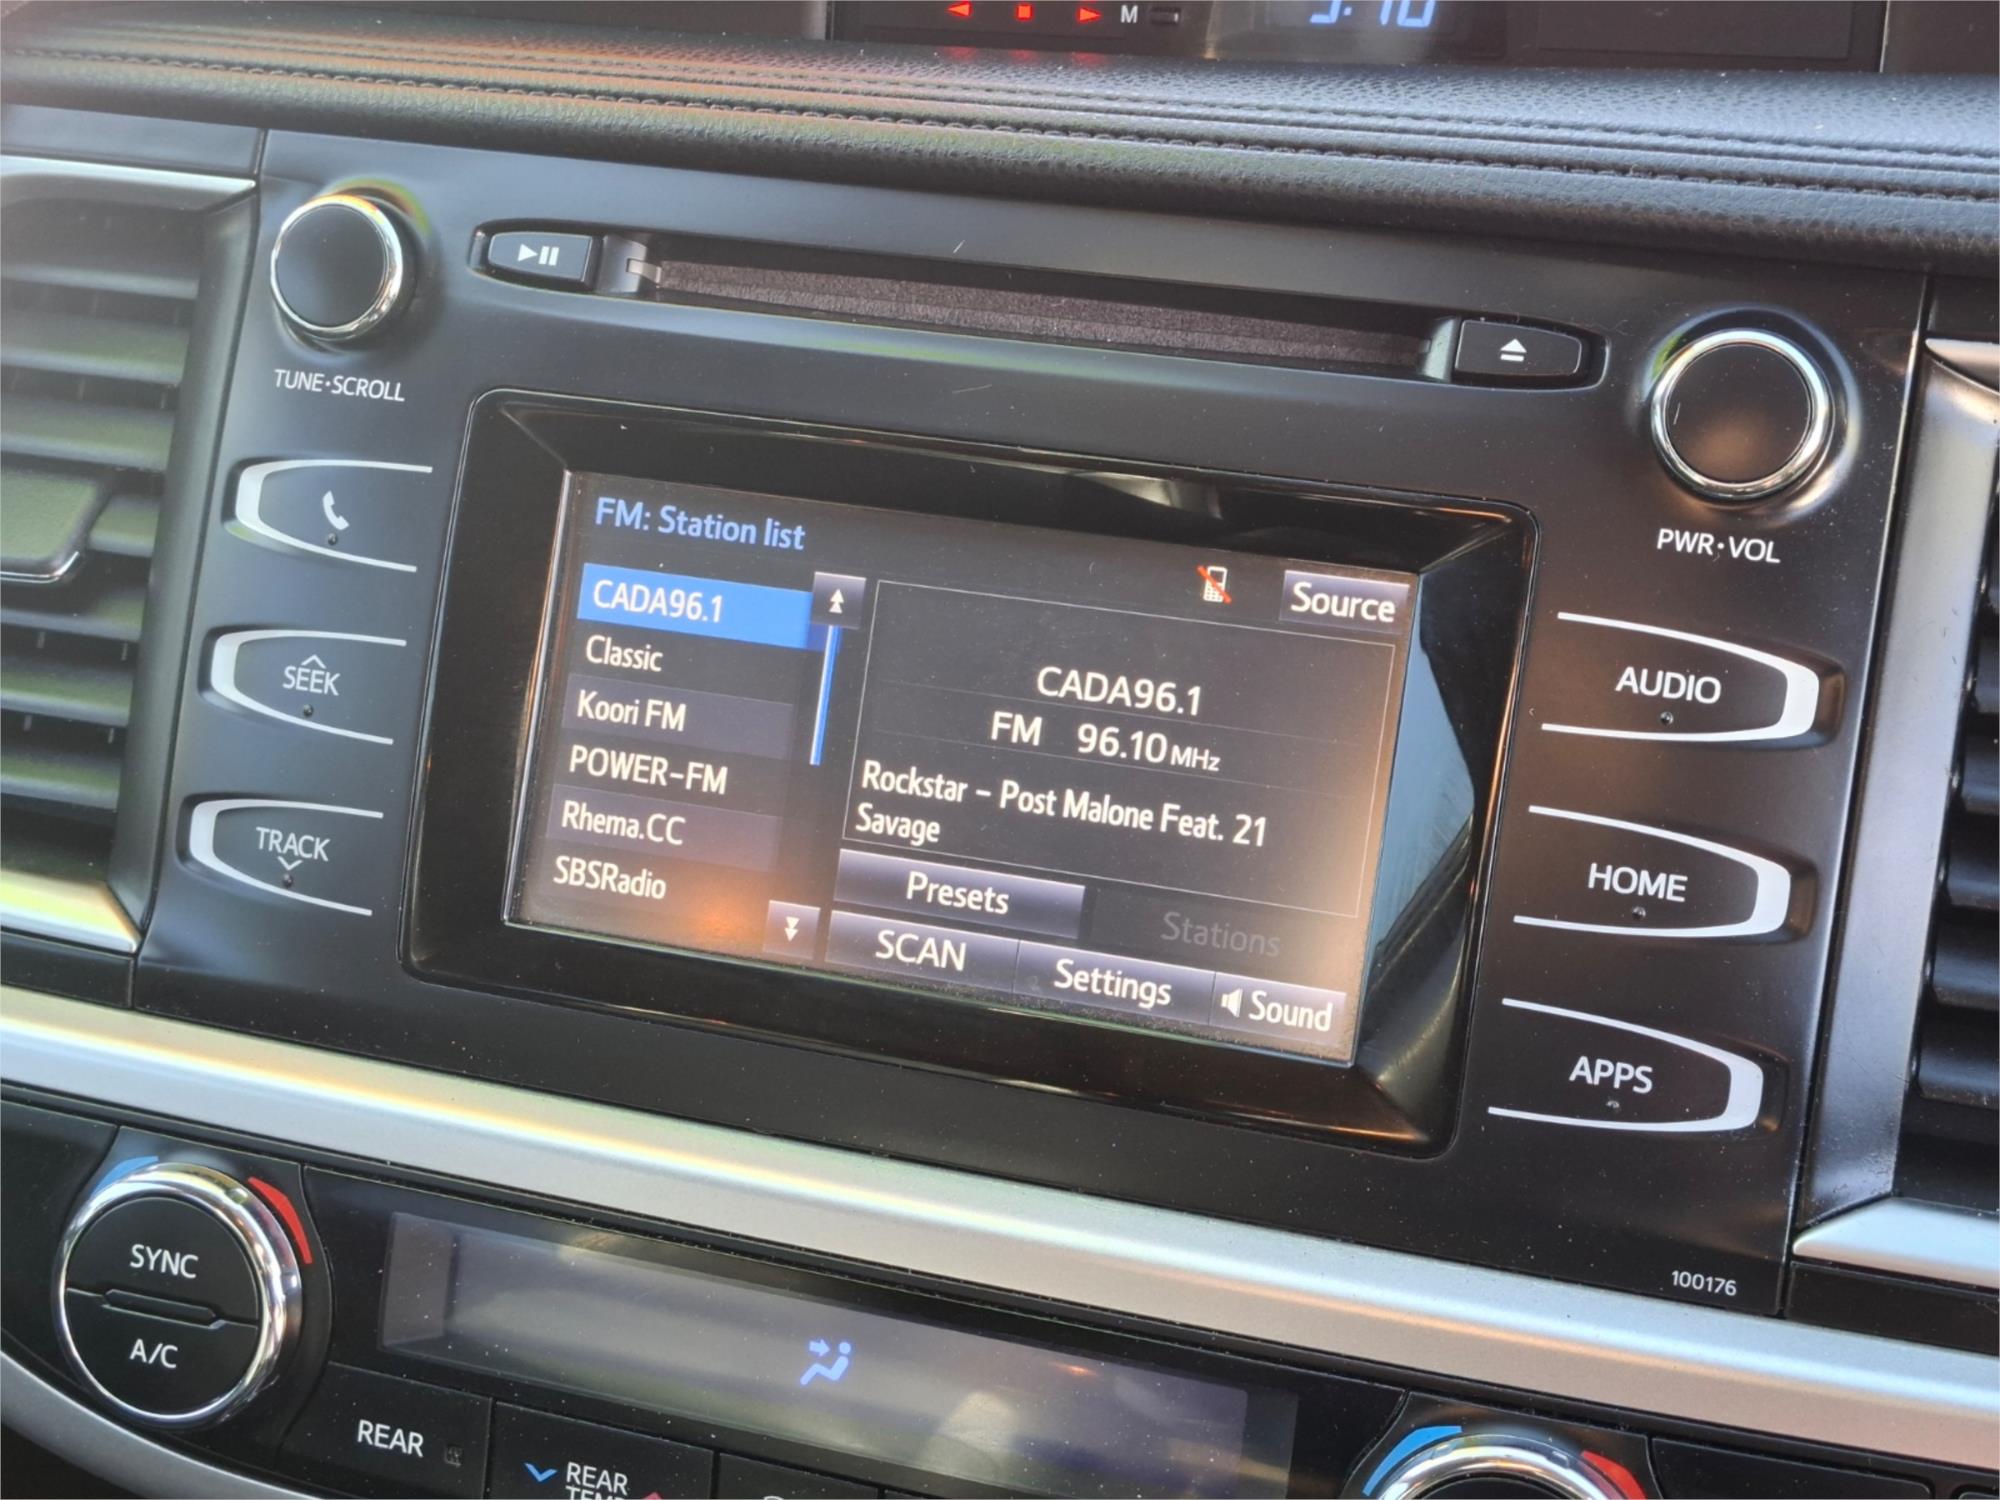 M
TUNE•SCROLL
PWR•VOL
SEEK
TRACK
FM: Station list
Source
CADA96.1
Classic
Koori FM
POWER-FM
Rhema.CC
SBSRadio
CADA96.1
FM 96.10MHz
Rockstar - Post Malone Feat. 21
Savage
Presets
Stations
SCAN
Settings
Sound
AUDIO
HOME
APPS
100176
SYNC
A/C
REAR
REAR